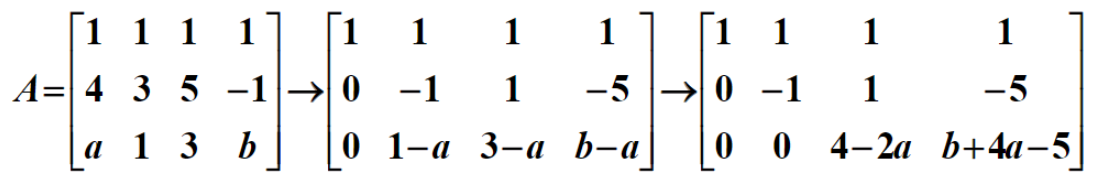 A = [1 1 1 1; 4 3 5 −1; a 1 3 b] → [1 1 1 1; 0 −1 1 −5; 0 1−a 3−a b−a] → [1 1 1 1; 0 −1 1 −5; 0 0 4−2a b+4a−5]